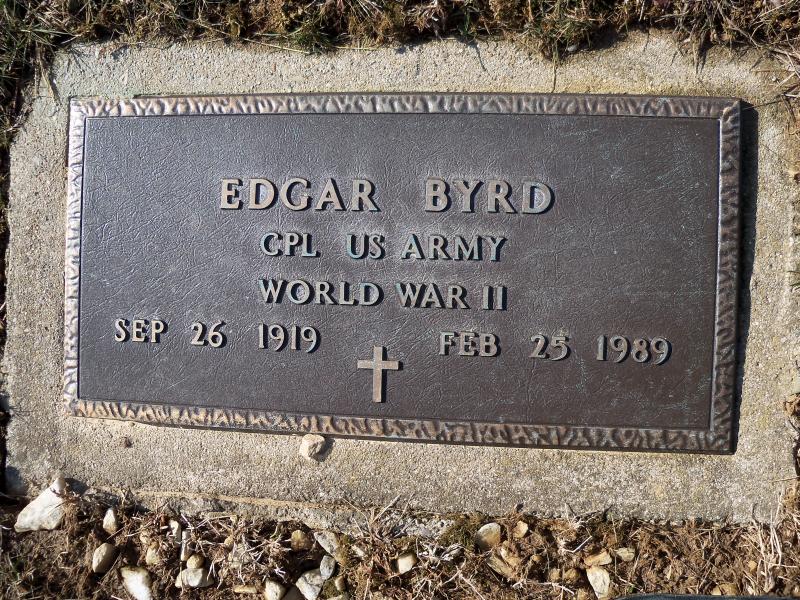 EDGAR BYRD
CPL US ARMY
WORLD WAR II
SEP 26 1919 FEB 25 1989